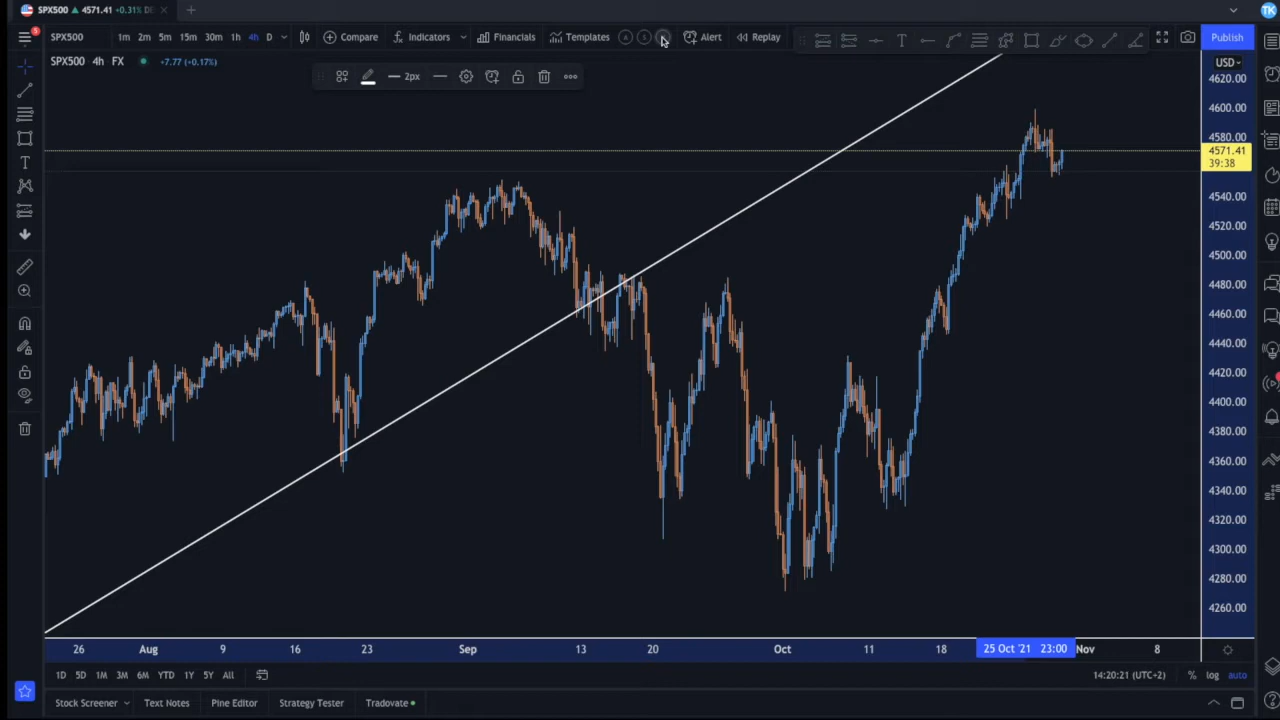 SPX500 4571.41 +0.31%
TK
5
SPX500 1m 2m 5m 15m 30m 1h 4h D Compare Indicators Financials Templates Alert Replay Publish
SPX500 4h FX +7.77 (+0.17%)
USD
2px
4620.00
4600.00
4580.00
4571.41
39:38
4540.00
4520.00
4500.00
4480.00
4460.00
4440.00
4420.00
4400.00
4380.00
4360.00
4340.00
4320.00
4300.00
4280.00
4260.00
26 Aug 9 16 23 Sep 13 20 Oct 11 18 25 Oct '21 23:00 Nov 8
1D 5D 1M 3M 6M YTD 1Y 5Y All 14:20:21 (UTC+2) % log auto
Stock Screener Text Notes Pine Editor Strategy Tester Tradovate